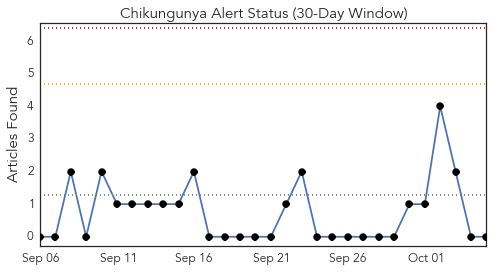 Chikungunya Alert Status (30-Day Window)
Articles Found
6
5
4
3
2
1
0
Sep 06 Sep 11 Sep 16 Sep 21 Sep 26 Oct 01